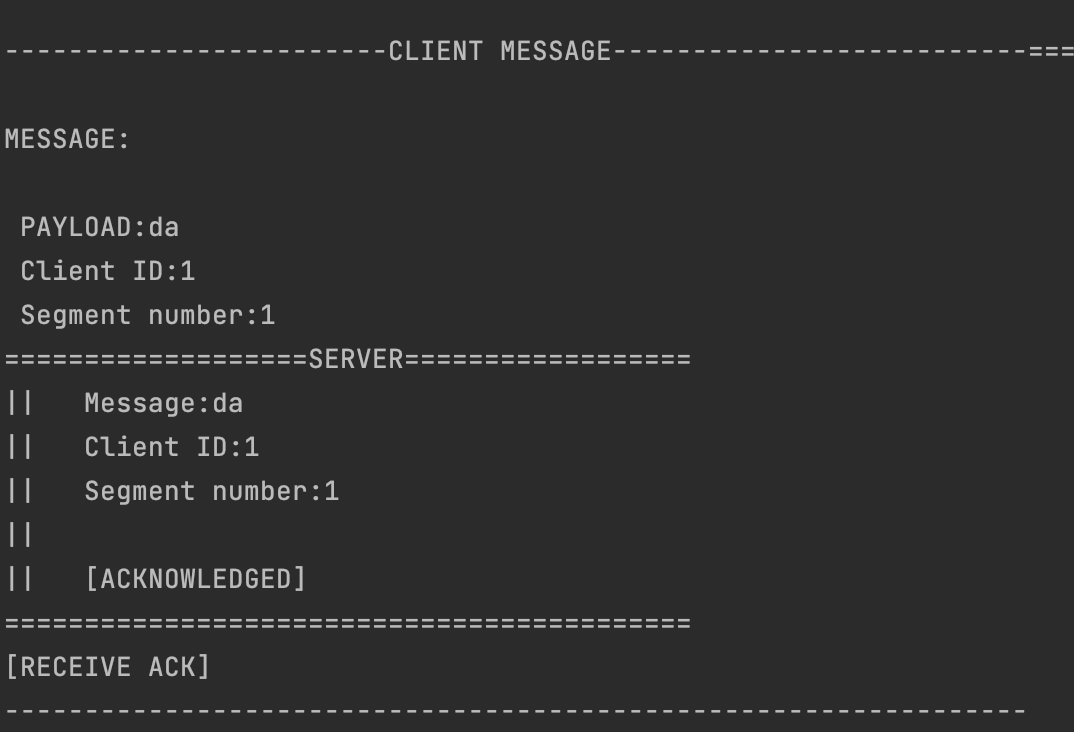 ------------------------CLIENT MESSAGE--------------------------===
MESSAGE:
PAYLOAD:da
Client ID:1
Segment number:1
===================SERVER==================
||   Message:da
||   Client ID:1
||   Segment number:1
||
||   [ACKNOWLEDGED]
===========================================
[RECEIVE ACK]
----------------------------------------------------------------